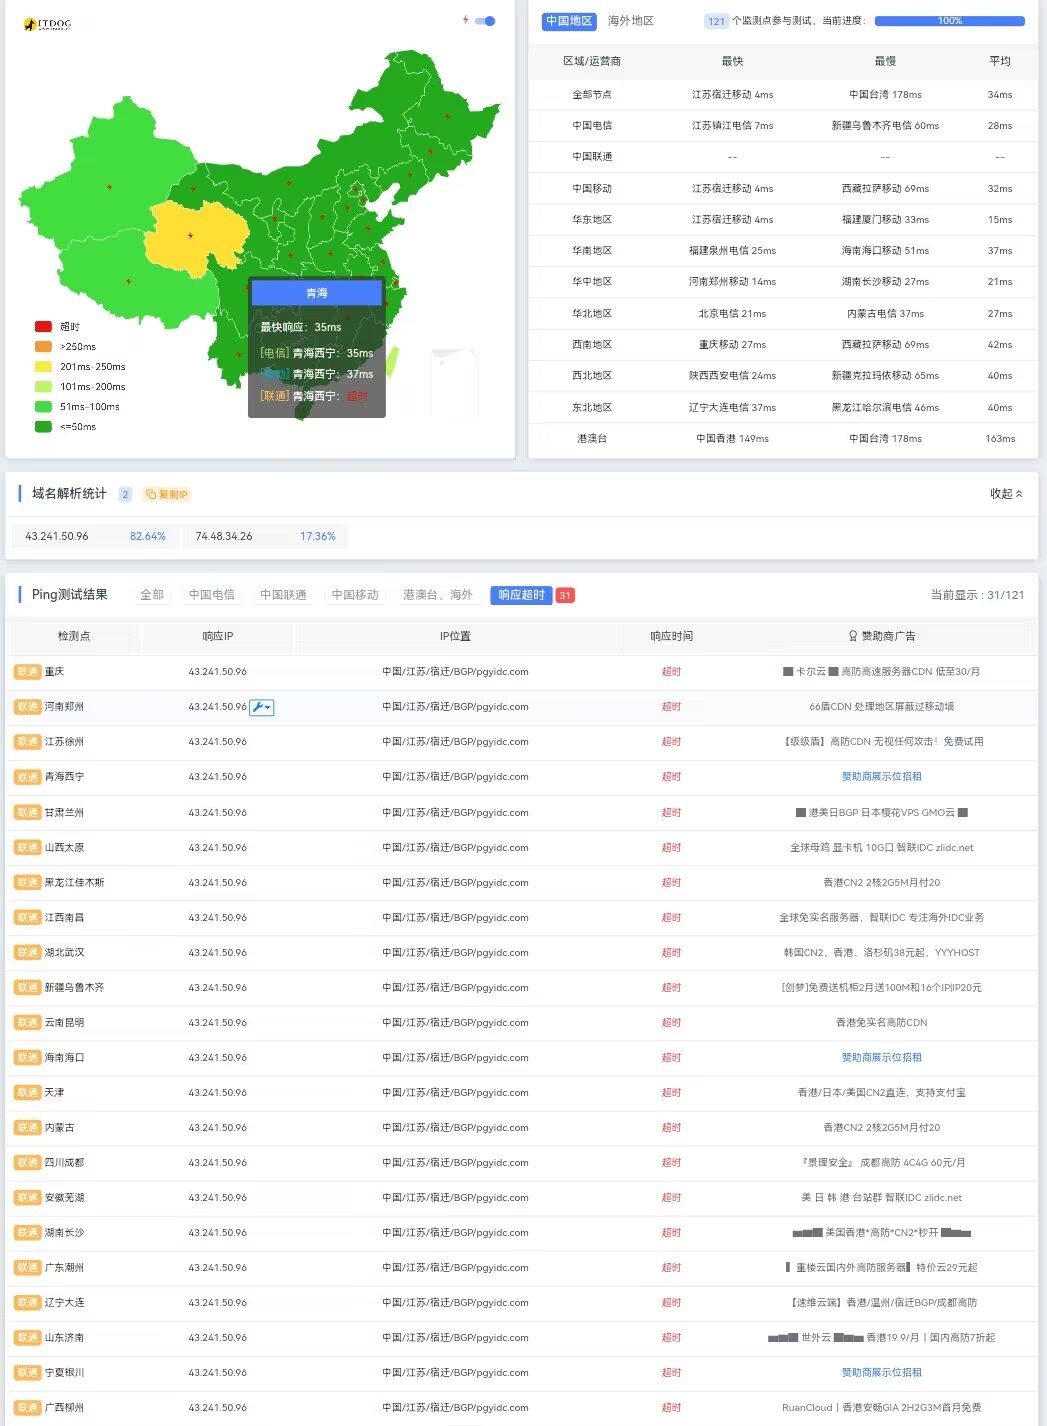 ITDOG
中国地区 海外地区 121 个监测点参与测试，当前进度： 100%
区域/运营商 最快 最慢 平均
全部节点 江苏宿迁移动 4ms 中国台湾 178ms 34ms
中国电信 江苏镇江电信 7ms 新疆乌鲁木齐电信 60ms 28ms
中国联通 -- -- --
中国移动 江苏宿迁移动 4ms 西藏拉萨移动 69ms 32ms
华东地区 江苏宿迁移动 4ms 福建厦门移动 33ms 15ms
华南地区 福建泉州电信 25ms 海南海口移动 51ms 37ms
华中地区 河南郑州移动 14ms 湖南长沙移动 27ms 21ms
华北地区 北京电信 21ms 内蒙古电信 37ms 27ms
西南地区 重庆移动 27ms 西藏拉萨移动 69ms 42ms
西北地区 陕西西安电信 24ms 新疆克拉玛依移动 65ms 40ms
东北地区 辽宁大连电信 37ms 黑龙江哈尔滨电信 46ms 40ms
港澳台 中国香港 149ms 中国台湾 178ms 163ms
青海
最快响应：35ms
[电信] 青海西宁：35ms
[移动] 青海西宁：37ms
[联通] 青海西宁：超时
超时
>250ms
201ms-250ms
101ms-200ms
51ms-100ms
<=50ms
域名解析统计 2 复制IP 收起
43.241.50.96 82.64% 74.48.34.26 17.36%
Ping测试结果 全部 中国电信 中国联通 中国移动 港澳台、海外 响应超时 31 当前显示 : 31/121
检测点 响应IP IP位置 响应时间 赞助商广告
联通 重庆 43.241.50.96 中国/江苏/宿迁/BGP/pgyidc.com 超时 ▇ 卡尔云 ▇ 高防高速服务器CDN 低至30/月
联通 河南郑州 43.241.50.96 中国/江苏/宿迁/BGP/pgyidc.com 超时 66盾CDN 处理地区屏蔽过移动墙
联通 江苏徐州 43.241.50.96 中国/江苏/宿迁/BGP/pgyidc.com 超时 【级级盾】高防CDN 无视任何攻击！免费试用
联通 青海西宁 43.241.50.96 中国/江苏/宿迁/BGP/pgyidc.com 超时 赞助商展示位招租
联通 甘肃兰州 43.241.50.96 中国/江苏/宿迁/BGP/pgyidc.com 超时 ▇ 港美日BGP 日本樱花VPS GMO云 ▇
联通 山西太原 43.241.50.96 中国/江苏/宿迁/BGP/pgyidc.com 超时 全球母鸡 显卡机 10G口 智联IDC zlidc.net
联通 黑龙江佳木斯 43.241.50.96 中国/江苏/宿迁/BGP/pgyidc.com 超时 香港CN2 2核2G5M月付20
联通 江西南昌 43.241.50.96 中国/江苏/宿迁/BGP/pgyidc.com 超时 全球免实名服务器，智联IDC 专注海外IDC业务
联通 湖北武汉 43.241.50.96 中国/江苏/宿迁/BGP/pgyidc.com 超时 韩国CN2、香港、洛杉矶38元起，YYYHOST
联通 新疆乌鲁木齐 43.241.50.96 中国/江苏/宿迁/BGP/pgyidc.com 超时 [创梦]免费送机柜2月送100M和16个IP|IP20元
联通 云南昆明 43.241.50.96 中国/江苏/宿迁/BGP/pgyidc.com 超时 香港免实名高防CDN
联通 海南海口 43.241.50.96 中国/江苏/宿迁/BGP/pgyidc.com 超时 赞助商展示位招租
联通 天津 43.241.50.96 中国/江苏/宿迁/BGP/pgyidc.com 超时 香港/日本/美国CN2直连，支持支付宝
联通 内蒙古 43.241.50.96 中国/江苏/宿迁/BGP/pgyidc.com 超时 香港CN2 2核2G5M月付20
联通 四川成都 43.241.50.96 中国/江苏/宿迁/BGP/pgyidc.com 超时 『景理安全』 成都高防 4C4G 60元/月
联通 安徽芜湖 43.241.50.96 中国/江苏/宿迁/BGP/pgyidc.com 超时 美 日 韩 港 台站群 智联IDC zlidc.net
联通 湖南长沙 43.241.50.96 中国/江苏/宿迁/BGP/pgyidc.com 超时 ▅▅▇ 美国香港*高防*CN2*秒开 ▇▅▅
联通 广东潮州 43.241.50.96 中国/江苏/宿迁/BGP/pgyidc.com 超时 ▌重楼云国内外高防服务器▌特价云29元起
联通 辽宁大连 43.241.50.96 中国/江苏/宿迁/BGP/pgyidc.com 超时 【速维云端】香港/温州/宿迁BGP/成都高防
联通 山东济南 43.241.50.96 中国/江苏/宿迁/BGP/pgyidc.com 超时 ▅▅▇ 世外云 ▇▅▅ 香港19.9/月丨国内高防7折起
联通 宁夏银川 43.241.50.96 中国/江苏/宿迁/BGP/pgyidc.com 超时 赞助商展示位招租
联通 广西柳州 43.241.50.96 中国/江苏/宿迁/BGP/pgyidc.com 超时 RuanCloud丨香港安畅GIA 2H2G3M首月免费